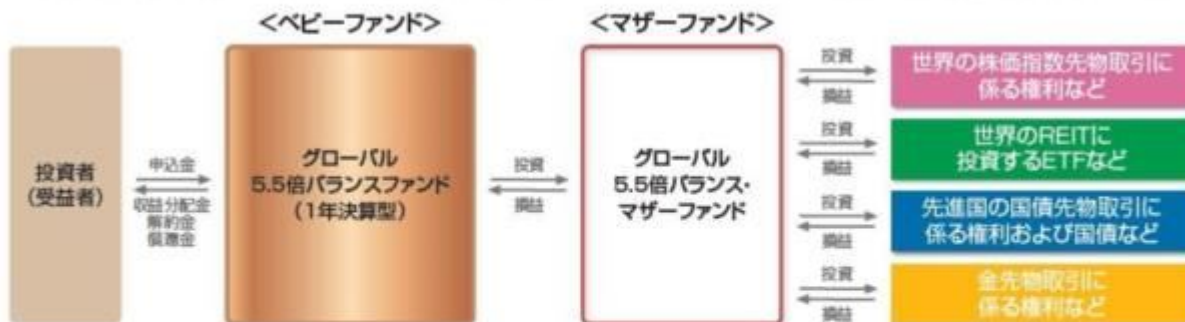 <ベビーファンド>
<マザーファンド>
投資者
(受益者)
申込金
収益分配金
解約金
償還金
グローバル
5.5倍バランスファンド
(1年決算型)
投資
損益
グローバル
5.5倍バランス・
マザーファンド
投資
損益
世界の株価指数先物取引に
係る権利など
投資
損益
世界のREITに
投資するETFなど
投資
損益
先進国の国債先物取引に
係る権利および国債など
投資
損益
金先物取引に
係る権利など